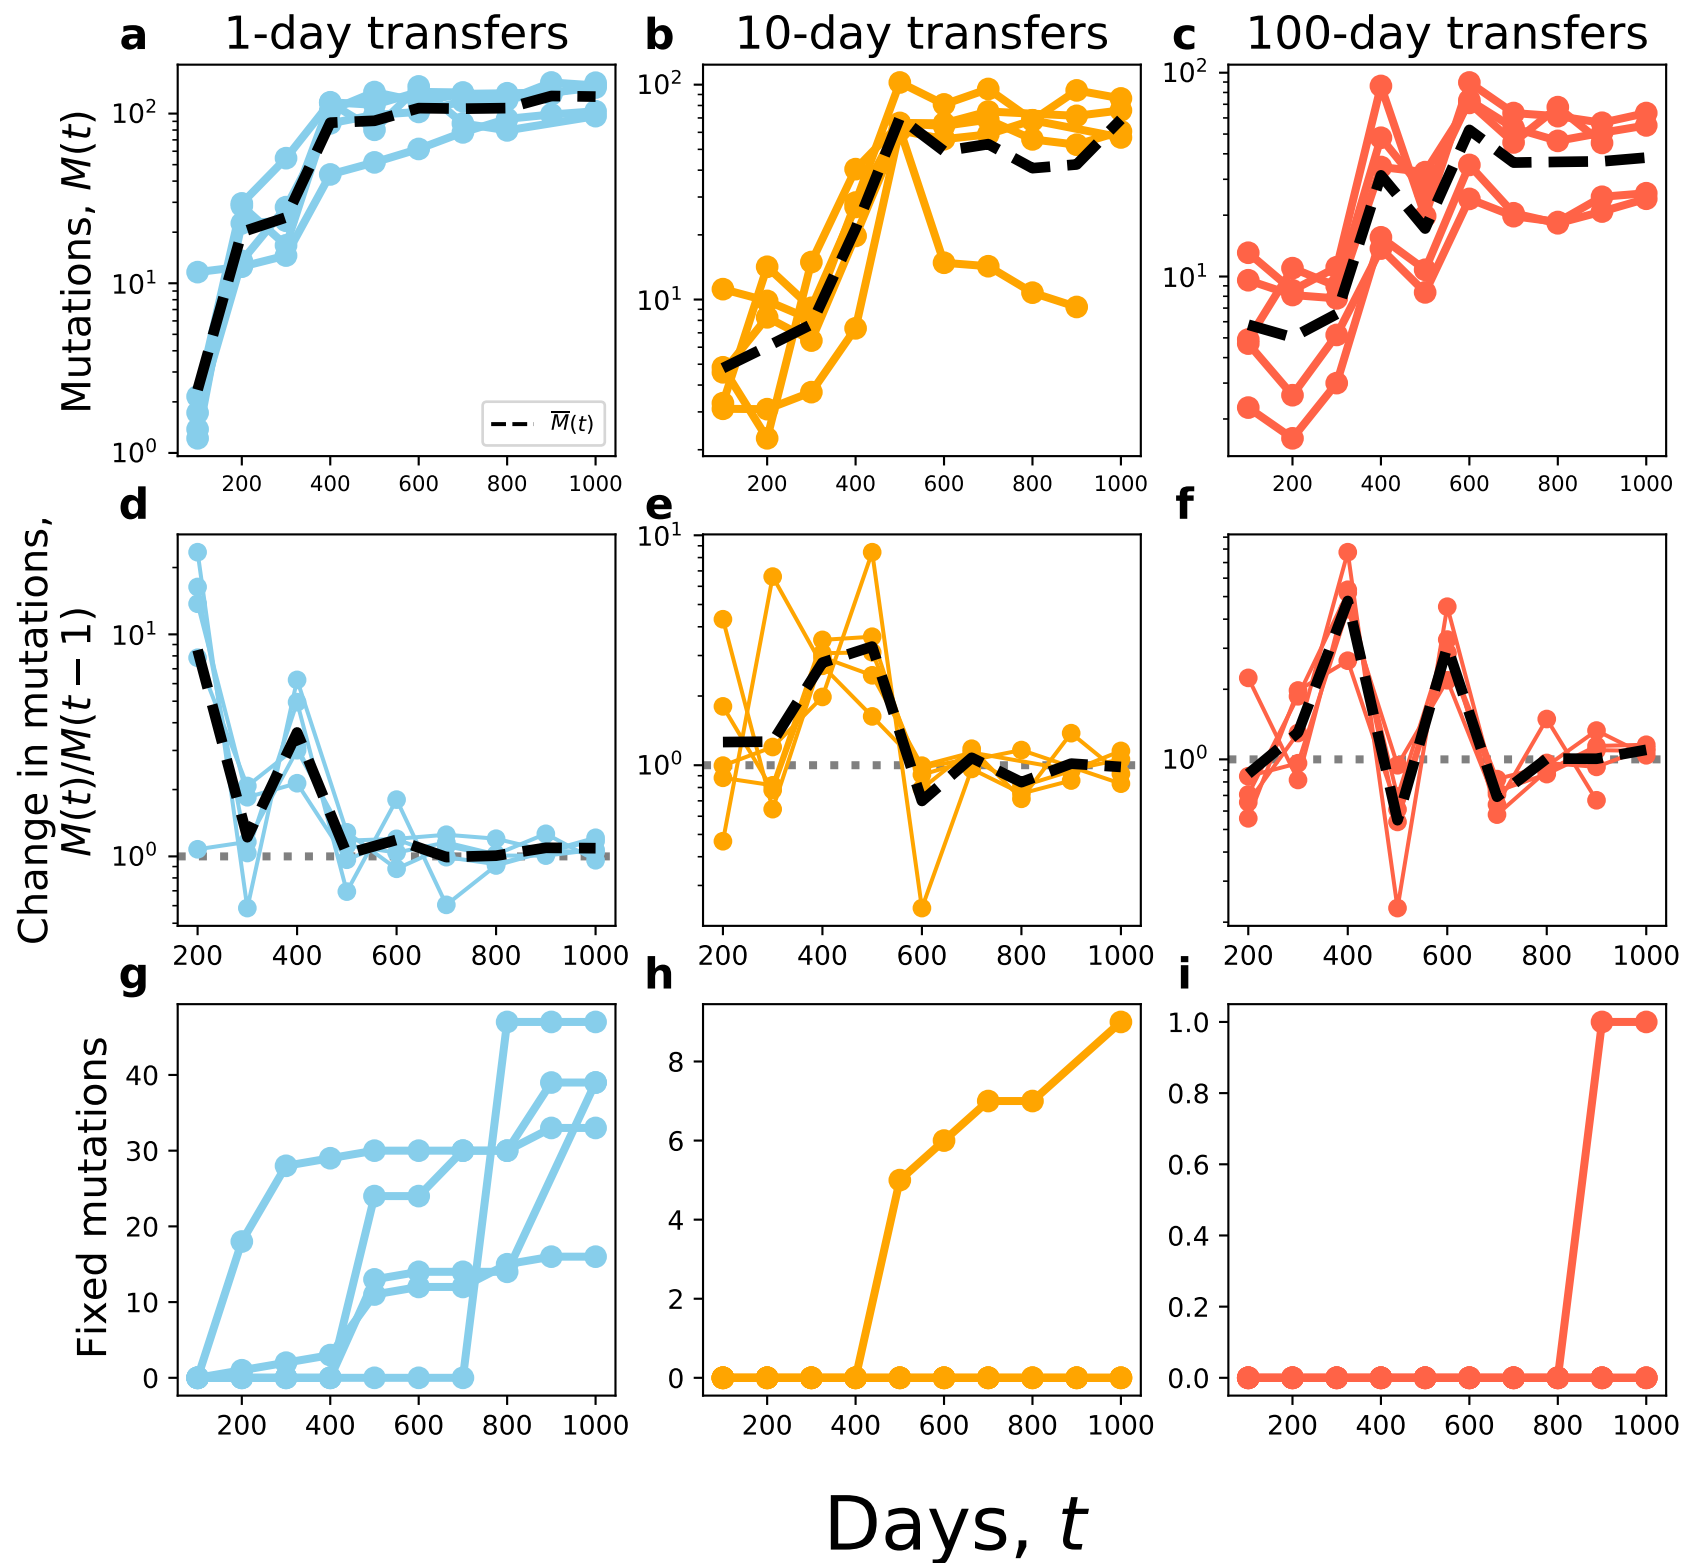 a 1-day transfers
b 10-day transfers
c 100-day transfers
Mutations, M(t)
10² 10¹ 10⁰
M̅(t)
200 400 600 800 1000
10² 10¹
200 400 600 800 1000
10² 10¹
200 400 600 800 1000
d
e
f
Change in mutations,
M(t)/M(t − 1)
10¹ 10⁰
200 400 600 800 1000
10¹ 10⁰
200 400 600 800 1000
10⁰
200 400 600 800 1000
g
h
i
Fixed mutations
40 30 20 10 0
200 400 600 800 1000
8 6 4 2 0
200 400 600 800 1000
1.0 0.8 0.6 0.4 0.2 0.0
200 400 600 800 1000
Days, t